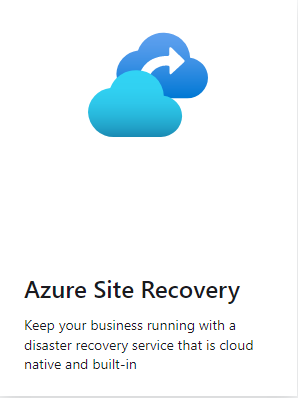 Azure Site Recovery
Keep your business running with a
disaster recovery service that is cloud
native and built-in